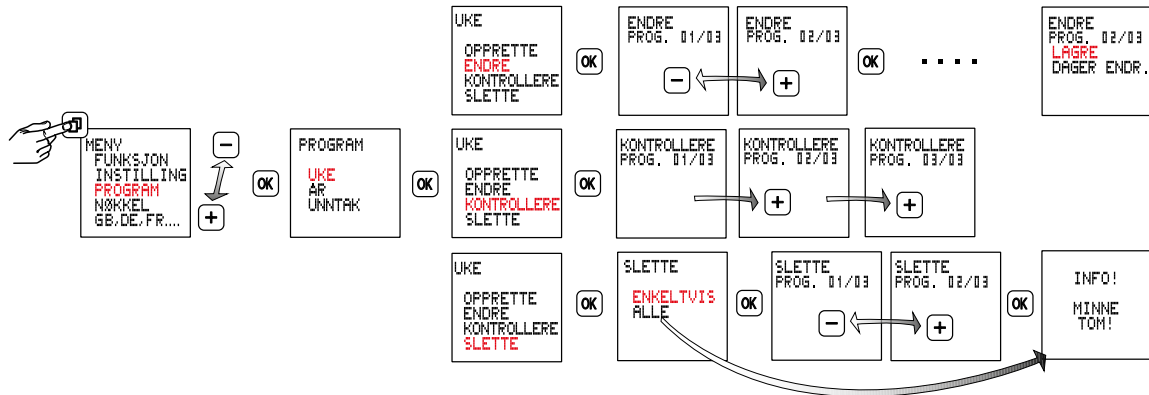 MENY
FUNKSJON
INSTILLING
PROGRAM
NØKKEL
GB,DE,FR....
−
+
OK
PROGRAM
UKE
ÅR
UNNTAK
OK
UKE
OPPRETTE
ENDRE
KONTROLLERE
SLETTE
OK
ENDRE
PROG. 01/03
−
ENDRE
PROG. 02/03
+
OK
. . . .
ENDRE
PROG. 02/03
LAGRE
DAGER ENDR.
UKE
OPPRETTE
ENDRE
KONTROLLERE
SLETTE
OK
KONTROLLERE
PROG. 01/03
KONTROLLERE
PROG. 02/03
+
KONTROLLERE
PROG. 03/03
+
UKE
OPPRETTE
ENDRE
KONTROLLERE
SLETTE
OK
SLETTE
ENKELTVIS
ALLE
OK
SLETTE
PROG. 01/03
−
SLETTE
PROG. 02/03
+
OK
INFO!
MINNE
TOM!